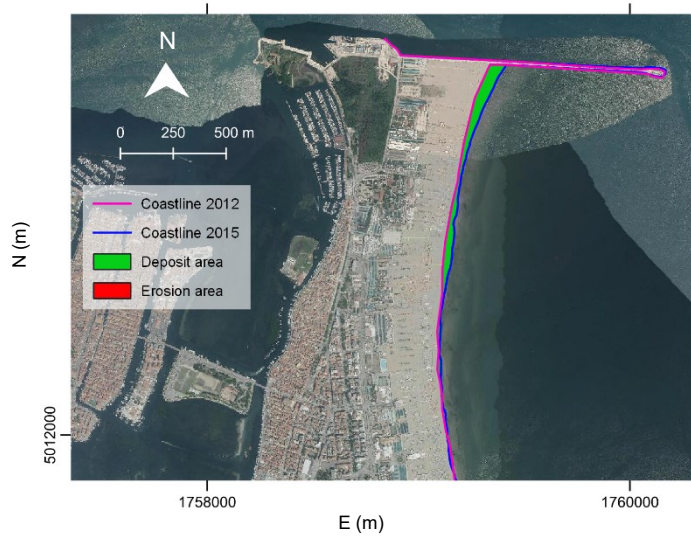 N
0 250 500 m
Coastline 2012
Coastline 2015
Deposit area
Erosion area
N (m)
5012000
1758000 1760000
E (m)